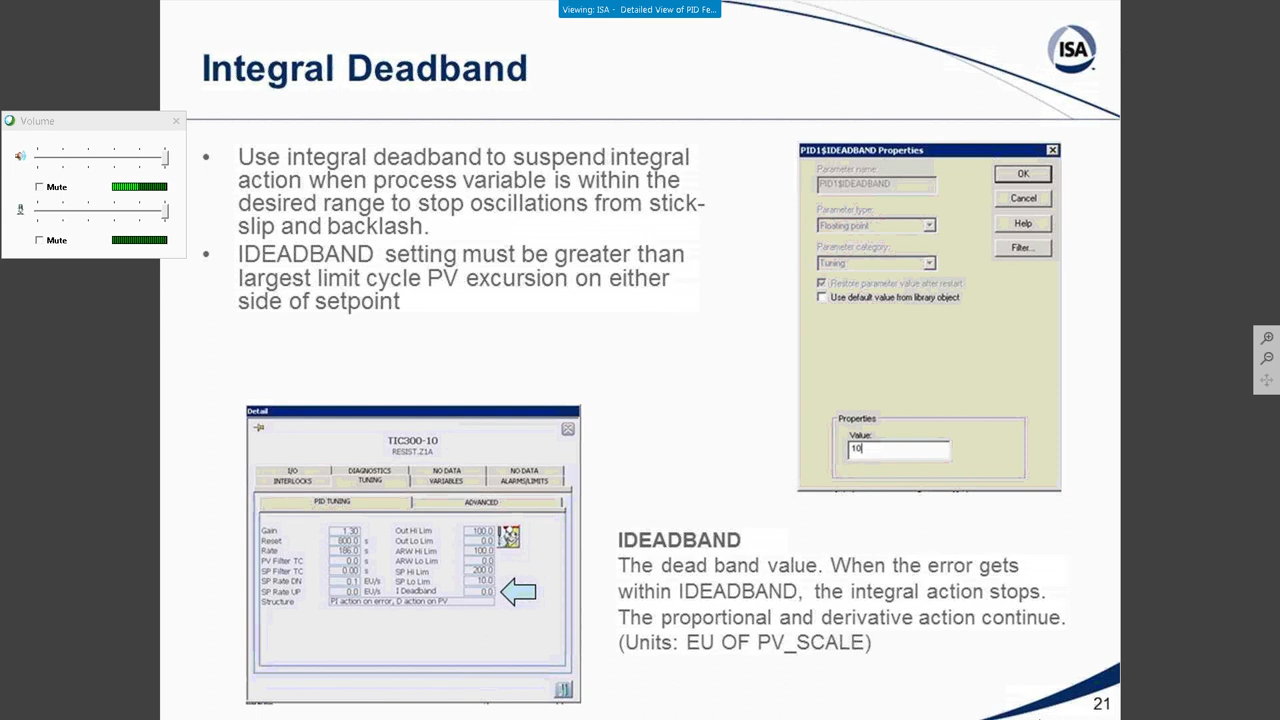 Viewing: ISA - Detailed View of PID Fe...
Integral Deadband
ISA
Volume
Mute
Mute
• Use integral deadband to suspend integral
action when process variable is within the
desired range to stop oscillations from stick-
slip and backlash.
• IDEADBAND setting must be greater than
largest limit cycle PV excursion on either
side of setpoint
PID1$IDEADBAND Properties
Parameter name:
PID1$IDEADBAND
OK
Cancel
Parameter type:
Floating point
Help
Parameter category:
Filter...
Tuning
Restore parameter value after restart
Use default value from library object
Properties
Value:
10
Detail
TIC300-10
RESIST.Z1A
I/O DIAGNOSTICS NO DATA NO DATA
INTERLOCKS TUNING VARIABLES ALARMS/LIMITS
PID TUNING ADVANCED
Gain 1.30 Out Hi Lim 100.0
Reset 800.0 s Out Lo Lim 0.0
Rate 186.0 s ARW Hi Lim 100.0
PV Filter TC 0.0 s ARW Lo Lim 0.0
SP Filter TC 0.00 s SP Hi Lim 200.0
SP Rate DN 0.1 EU/s SP Lo Lim 10.0
SP Rate UP 0.0 EU/s I Deadband 0.0
Structure PI action on error, D action on PV
IDEADBAND
The dead band value. When the error gets
within IDEADBAND, the integral action stops.
The proportional and derivative action continue.
(Units: EU OF PV_SCALE)
21